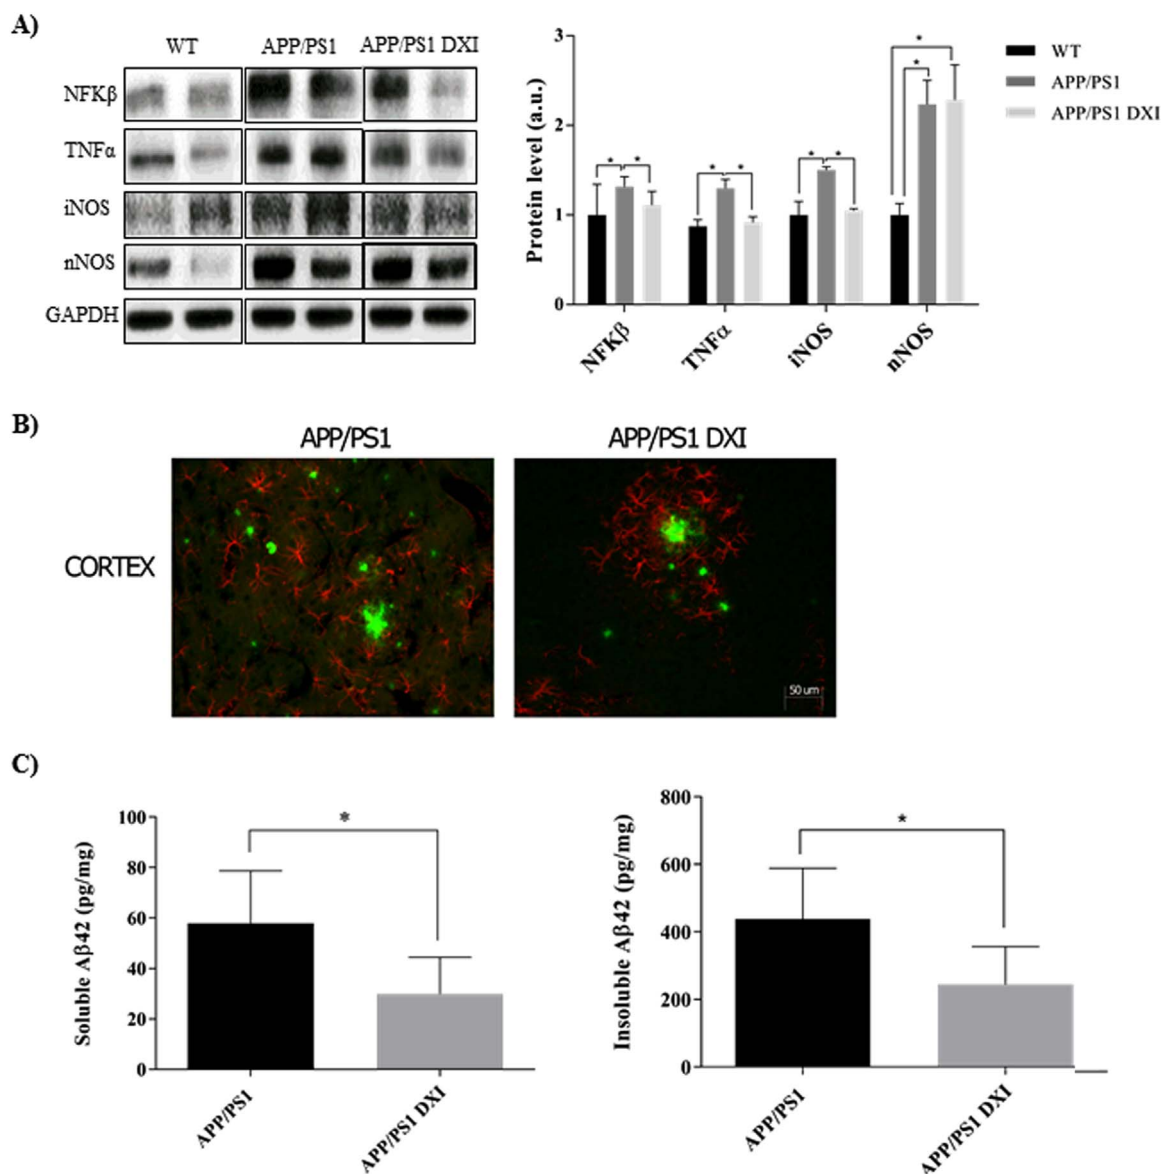 A)
WT APP/PS1 APP/PS1 DXI
NFKβ
TNFα
iNOS
nNOS
GAPDH
Protein level (a.u.)
3
2
1
0
NFKβ TNFα iNOS nNOS
WT
APP/PS1
APP/PS1 DXI
* * * * * * * *
B)
APP/PS1 APP/PS1 DXI
CORTEX
50 um
C)
Soluble Aβ42 (pg/mg)
100
80
60
40
20
0
*
APP/PS1 APP/PS1 DXI
Insoluble Aβ42 (pg/mg)
800
600
400
200
0
*
APP/PS1 APP/PS1 DXI